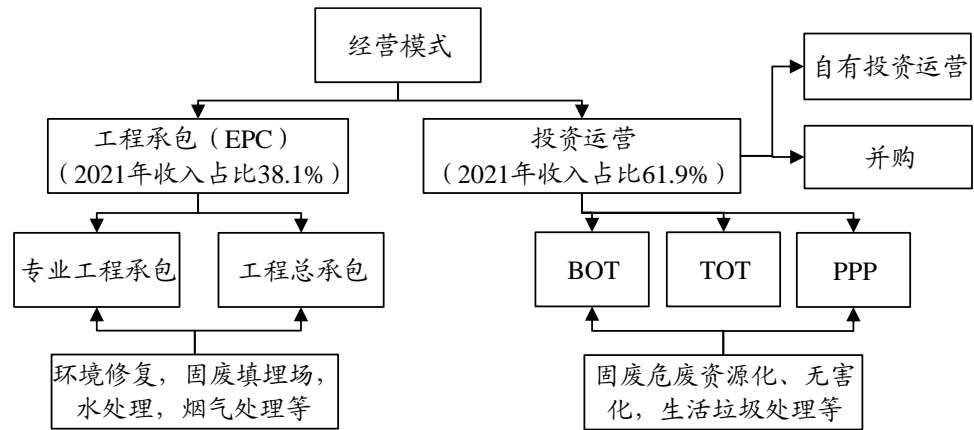 经营模式
自有投资运营
工程承包（EPC）
（2021年收入占比38.1%）
投资运营
（2021年收入占比61.9%）
并购
专业工程承包
工程总承包
BOT
TOT
PPP
环境修复，固废填埋场，
水处理，烟气处理等
固废危废资源化、无害
化，生活垃圾处理等